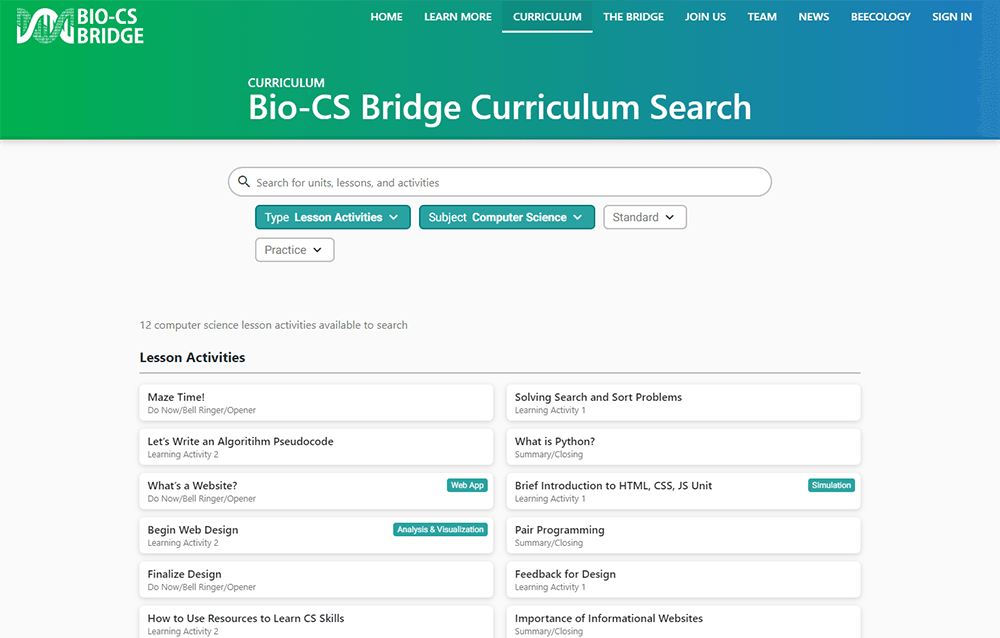 BIO-CS
BRIDGE
HOME LEARN MORE CURRICULUM THE BRIDGE JOIN US TEAM NEWS BEECOLOGY SIGN IN
CURRICULUM
Bio-CS Bridge Curriculum Search
Search for units, lessons, and activities
Type Lesson Activities Subject Computer Science Standard
Practice
12 computer science lesson activities available to search
Lesson Activities
Maze Time!
Do Now/Bell Ringer/Opener
Solving Search and Sort Problems
Learning Activity 1
Let's Write an Algoritihm Pseudocode
Learning Activity 2
What is Python?
Summary/Closing
What's a Website? Web App
Do Now/Bell Ringer/Opener
Brief Introduction to HTML, CSS, JS Unit Simulation
Learning Activity 1
Begin Web Design Analysis & Visualization
Learning Activity 2
Pair Programming
Summary/Closing
Finalize Design
Do Now/Bell Ringer/Opener
Feedback for Design
Learning Activity 1
How to Use Resources to Learn CS Skills
Learning Activity 2
Importance of Informational Websites
Summary/Closing